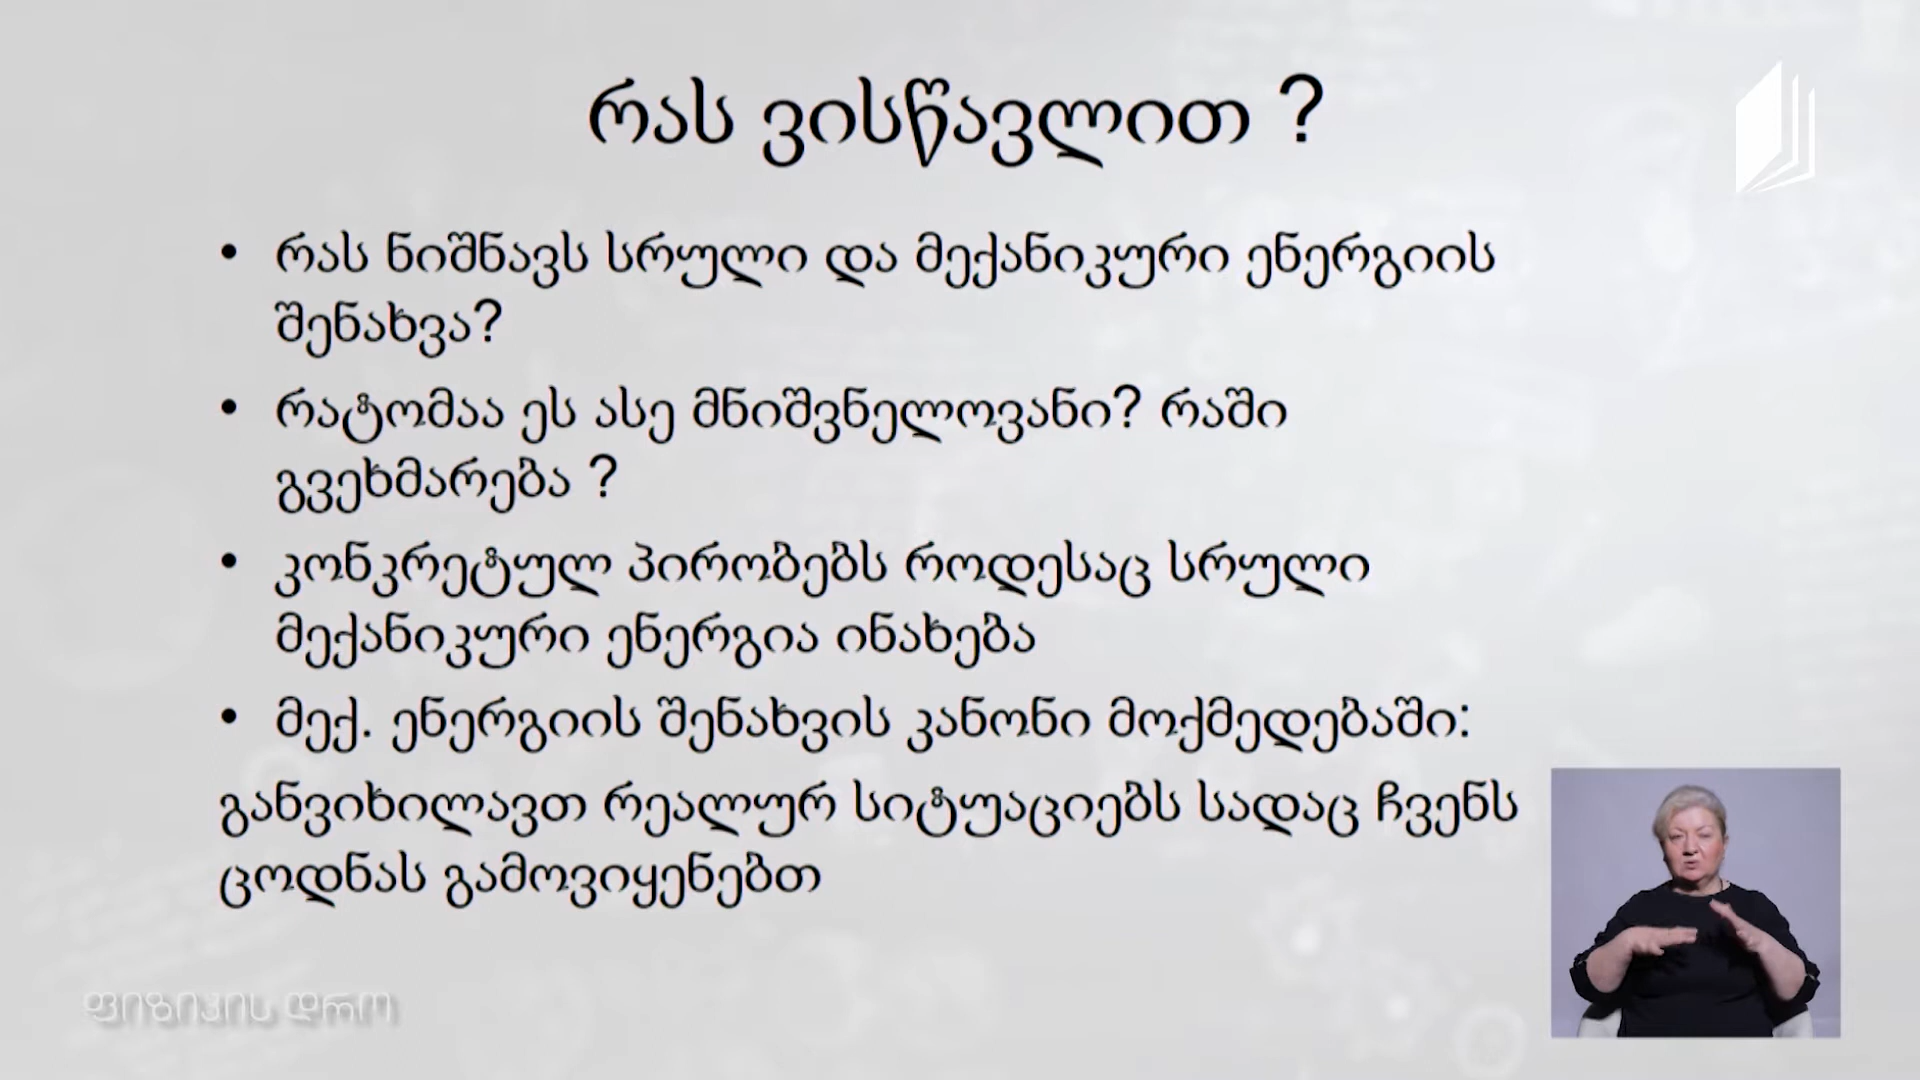 რას ვისწავლით ?
• რას ნიშნავს სრული და მექანიკური ენერგიის
შენახვა?
• რატომაა ეს ასე მნიშვნელოვანი? რაში
გვეხმარება ?
• კონკრეტულ პირობებს როდესაც სრული
მექანიკური ენერგია ინახება
• მექ. ენერგიის შენახვის კანონი მოქმედებაში:
განვიხილავთ რეალურ სიტუაციებს სადაც ჩვენს
ცოდნას გამოვიყენებთ
ფიზიკის დრო